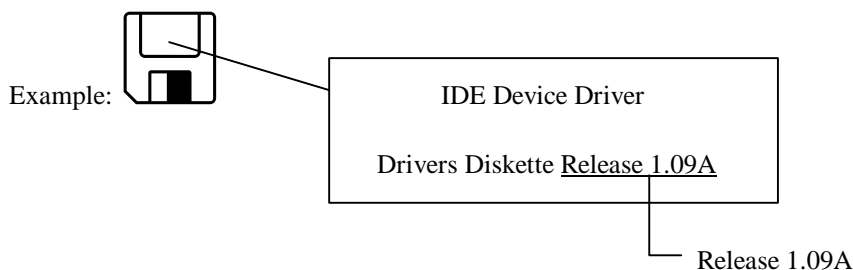 Example:
IDE Device Driver
Drivers Diskette Release 1.09A
Release 1.09A